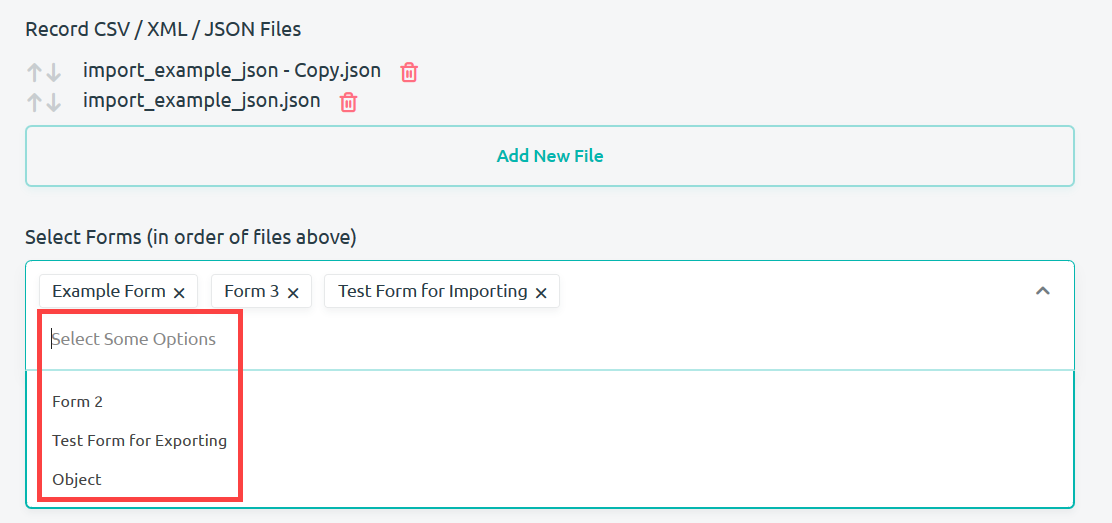 Record CSV / XML / JSON Files
import_example_json - Copy.json
import_example_json.json
Add New File
Select Forms (in order of files above)
Example Form × Form 3 × Test Form for Importing ×
Select Some Options
Form 2
Test Form for Exporting
Object